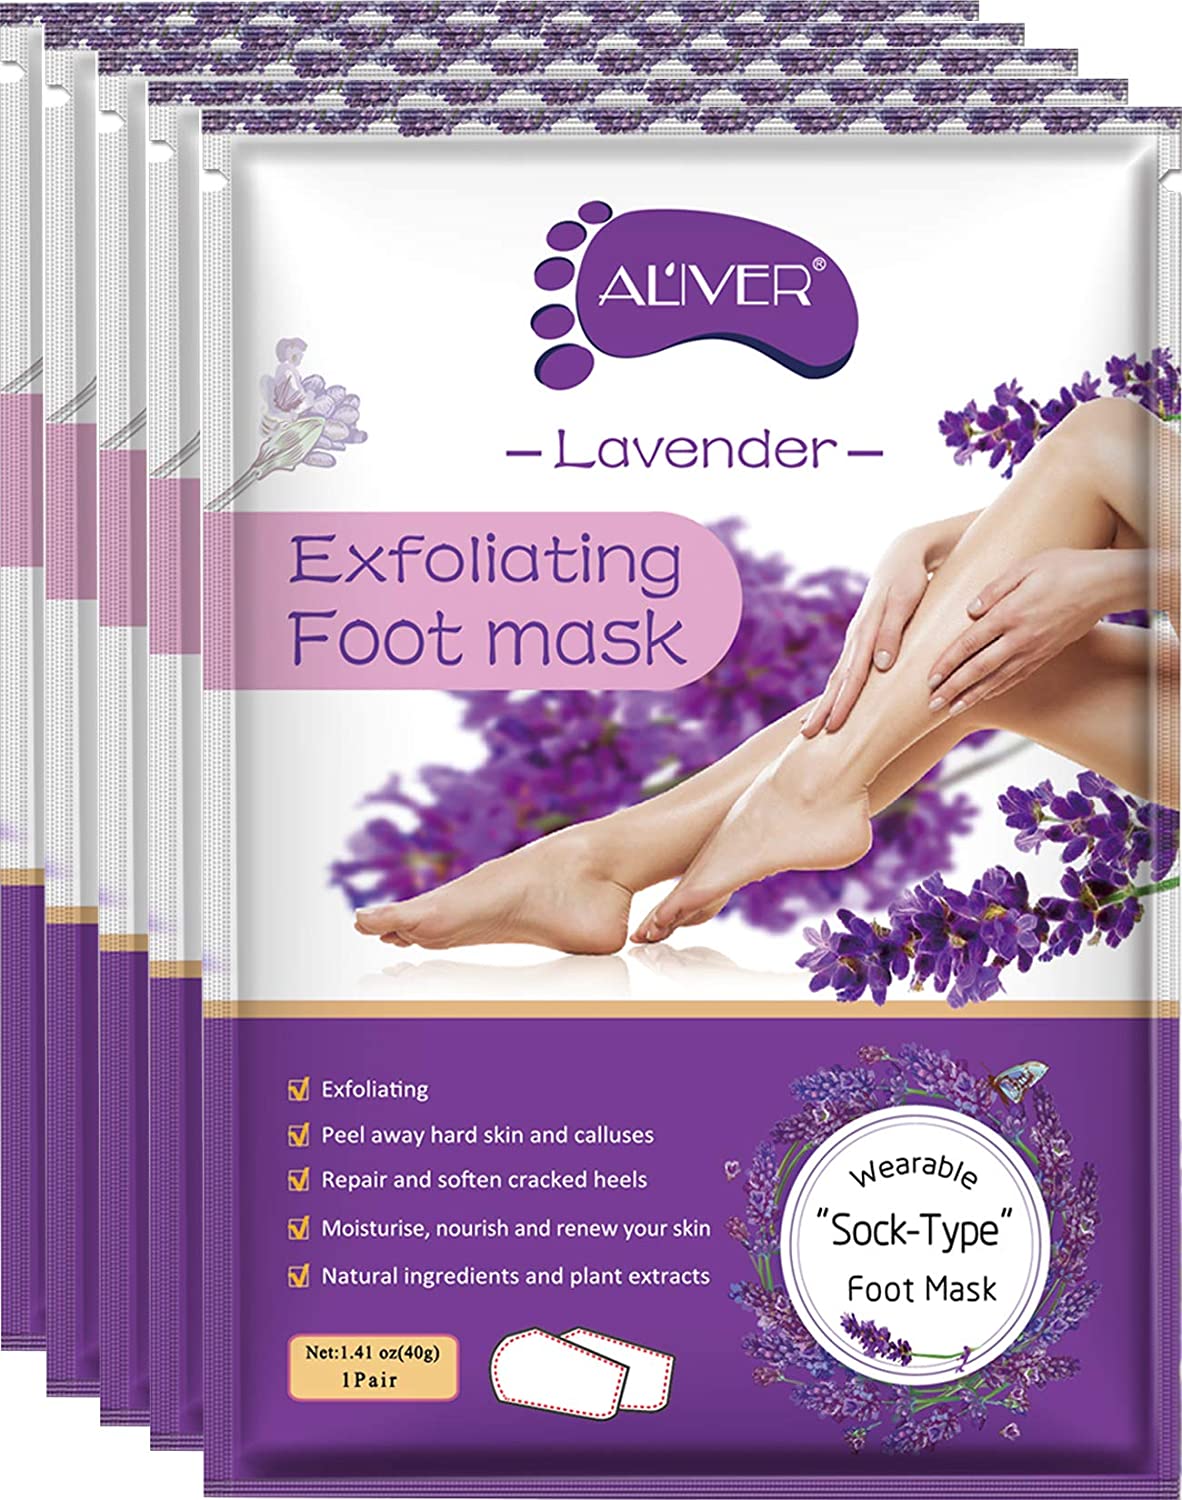 AL'IVER®
– Lavender –
Exfoliating
Foot mask
Exfoliating
Peel away hard skin and calluses
Repair and soften cracked heels
Moisturise, nourish and renew your skin
Natural ingredients and plant extracts
Net:1.41 oz(40g)
1Pair
Wearable
"Sock-Type"
Foot Mask